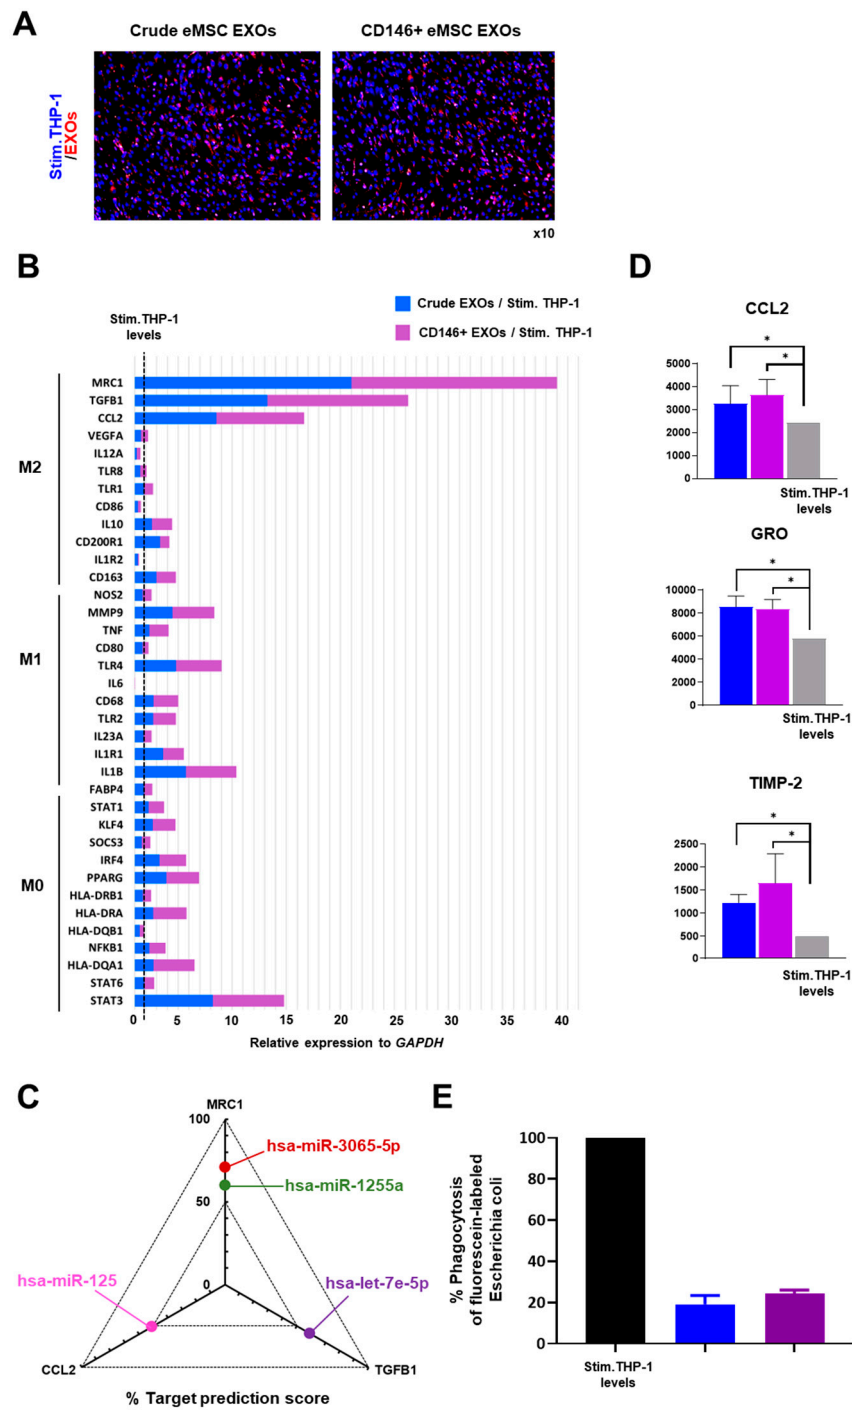 A
Crude eMSC EXOs
CD146+ eMSC EXOs
Stim.THP-1
/EXOs
x10
B
Stim.THP-1
levels
Crude EXOs / Stim. THP-1
CD146+ EXOs / Stim. THP-1
M2
MRC1
TGFB1
CCL2
VEGFA
IL12A
TLR8
TLR1
CD86
IL10
CD200R1
IL1R2
CD163
M1
NOS2
MMP9
TNF
CD80
TLR4
IL6
CD68
TLR2
IL23A
IL1R1
IL1B
FABP4
M0
STAT1
KLF4
SOCS3
IRF4
PPARG
HLA-DRB1
HLA-DRA
HLA-DQB1
NFKB1
HLA-DQA1
STAT6
STAT3
0 5 10 15 20 25 30 35 40
Relative expression to GAPDH
D
CCL2
*
*
5000
4000
3000
2000
1000
0
Stim.THP-1
levels
GRO
*
*
10000
8000
6000
4000
2000
0
Stim.THP-1
levels
TIMP-2
*
*
2500
2000
1500
1000
500
0
Stim.THP-1
levels
C
MRC1
100
50
0
hsa-miR-3065-5p
hsa-miR-1255a
hsa-miR-125
hsa-let-7e-5p
CCL2
TGFB1
% Target prediction score
E
% Phagocytosis
of fluorescein-labeled
Escherichia coli
100
80
60
40
20
0
Stim.THP-1
levels